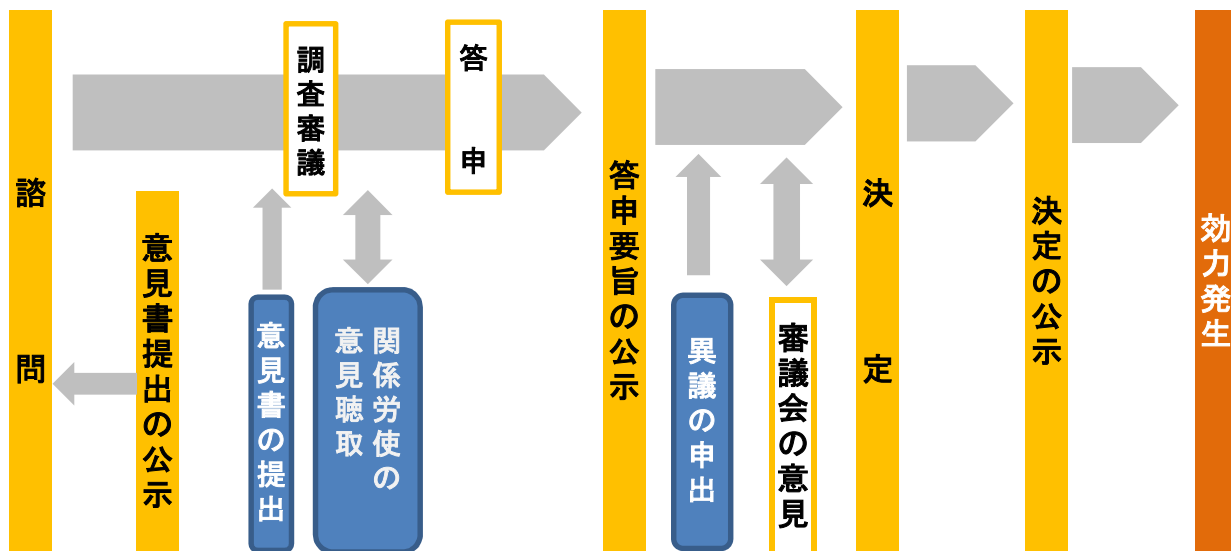 諮問
意見書提出の公示
調査審議
意見書の提出
関係労使の
意見聴取
答申
答申要旨の公示
異議の申出
審議会の意見
決定
決定の公示
効力発生